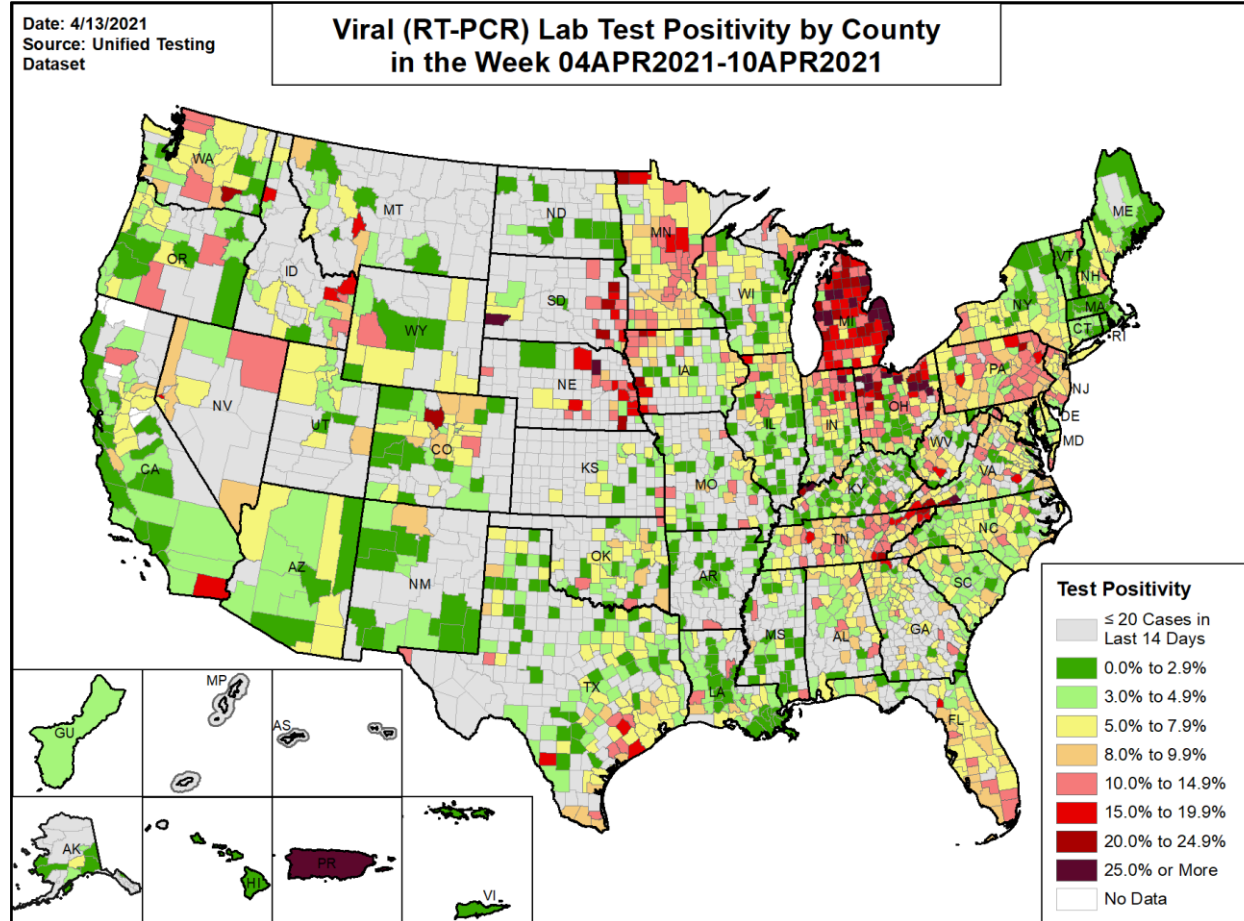 Date: 4/13/2021
Source: Unified Testing
Dataset
Viral (RT-PCR) Lab Test Positivity by County
in the Week 04APR2021-10APR2021
WA
MT
ND
MN
ME
OR
ID
SD
WI
MI
VT
NH
NY
MA
CT
RI
WY
IA
NE
PA
NJ
NV
UT
CO
IL
IN
OH
DE
MD
WV
VA
CA
KS
MO
KY
AZ
NM
OK
AR
TN
NC
SC
MS
AL
GA
TX
LA
FL
MP
AS
GU
AK
HI
PR
VI
Test Positivity
≤ 20 Cases in
Last 14 Days
0.0% to 2.9%
3.0% to 4.9%
5.0% to 7.9%
8.0% to 9.9%
10.0% to 14.9%
15.0% to 19.9%
20.0% to 24.9%
25.0% or More
No Data